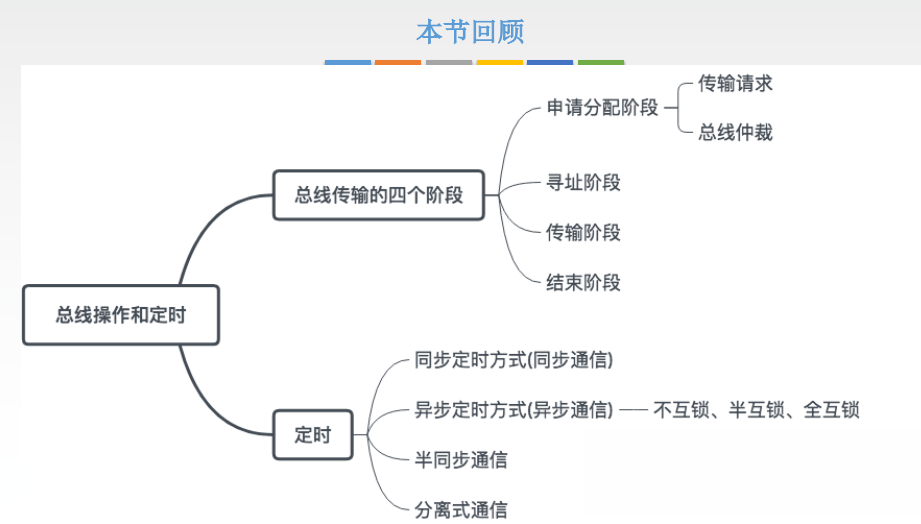 本节回顾
总线操作和定时
总线传输的四个阶段
申请分配阶段
传输请求
总线仲裁
寻址阶段
传输阶段
结束阶段
定时
同步定时方式(同步通信)
异步定时方式(异步通信)
不互锁、半互锁、全互锁
半同步通信
分离式通信